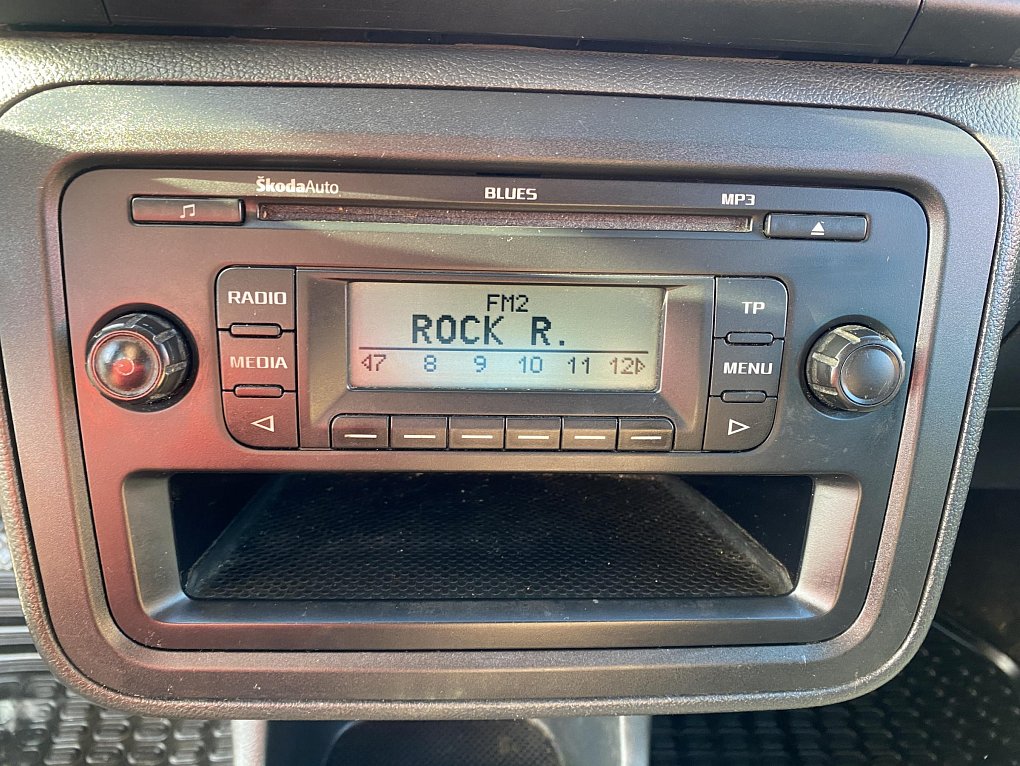 ŠkodaAuto BLUES MP3
RADIO
MEDIA
FM2
ROCK R.
7 8 9 10 11 12
TP
MENU